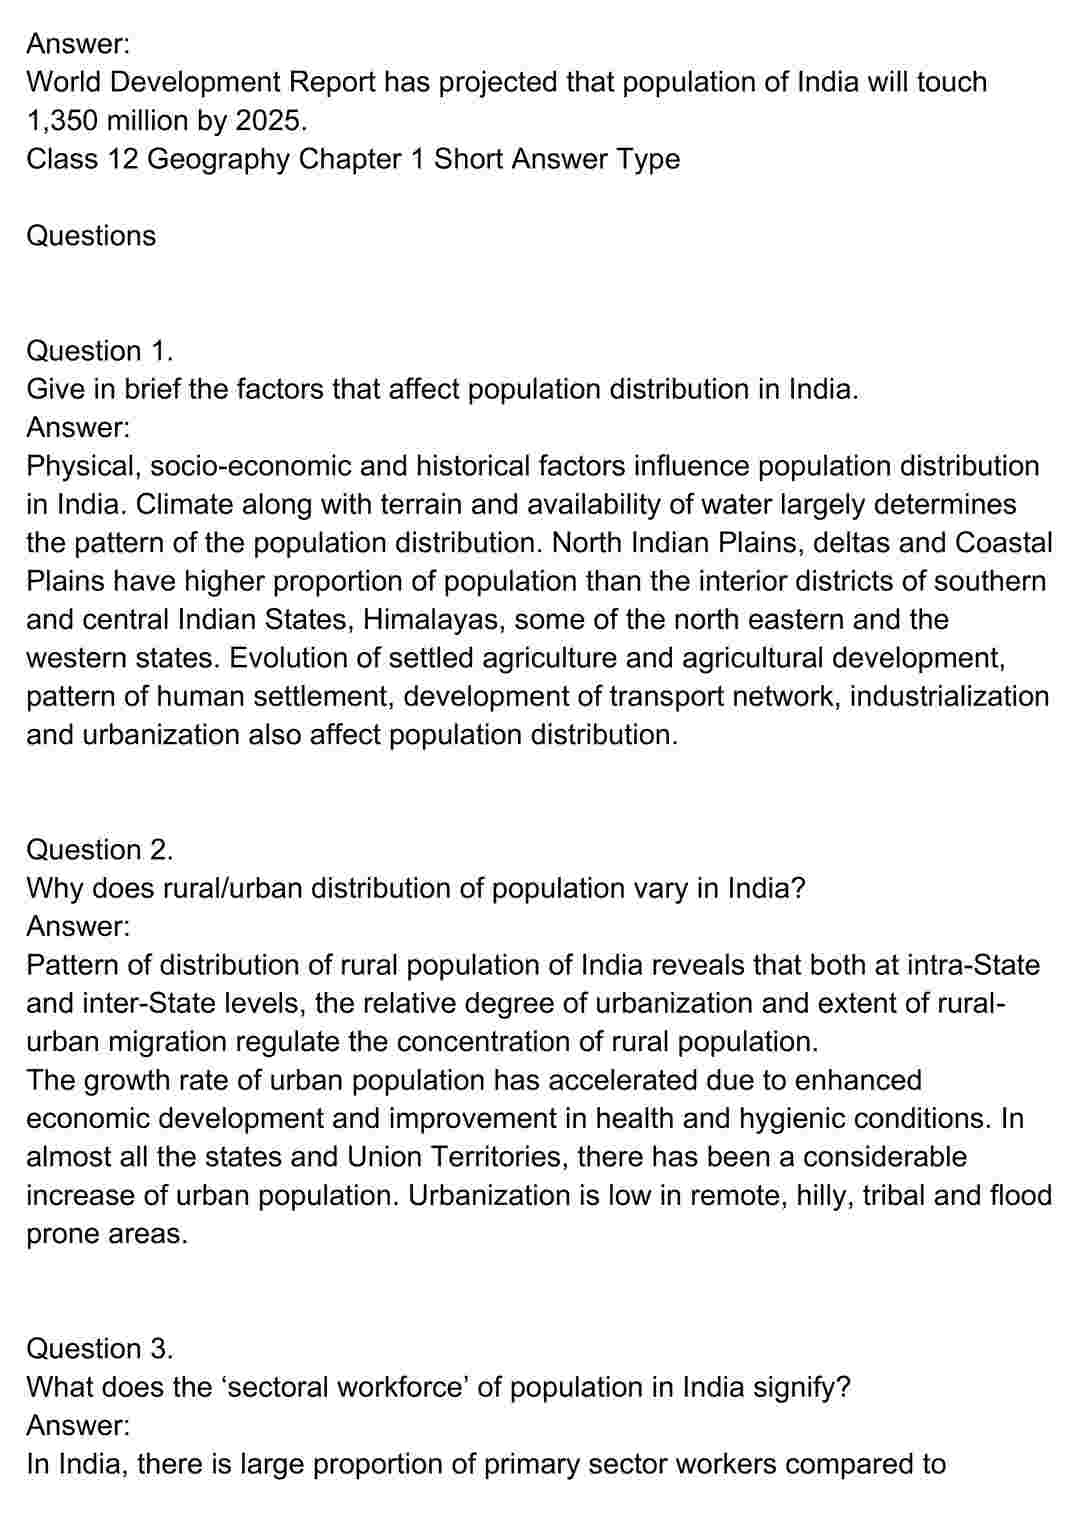 Answer:
World Development Report has projected that population of India will touch
1,350 million by 2025.
Class 12 Geography Chapter 1 Short Answer Type
Questions
Question 1.
Give in brief the factors that affect population distribution in India.
Answer:
Physical, socio-economic and historical factors influence population distribution
in India. Climate along with terrain and availability of water largely determines
the pattern of the population distribution. North Indian Plains, deltas and Coastal
Plains have higher proportion of population than the interior districts of southern
and central Indian States, Himalayas, some of the north eastern and the
western states. Evolution of settled agriculture and agricultural development,
pattern of human settlement, development of transport network, industrialization
and urbanization also affect population distribution.
Question 2.
Why does rural/urban distribution of population vary in India?
Answer:
Pattern of distribution of rural population of India reveals that both at intra-State
and inter-State levels, the relative degree of urbanization and extent of rural-
urban migration regulate the concentration of rural population.
The growth rate of urban population has accelerated due to enhanced
economic development and improvement in health and hygienic conditions. In
almost all the states and Union Territories, there has been a considerable
increase of urban population. Urbanization is low in remote, hilly, tribal and flood
prone areas.
Question 3.
What does the ‘sectoral workforce’ of population in India signify?
Answer:
In India, there is large proportion of primary sector workers compared to